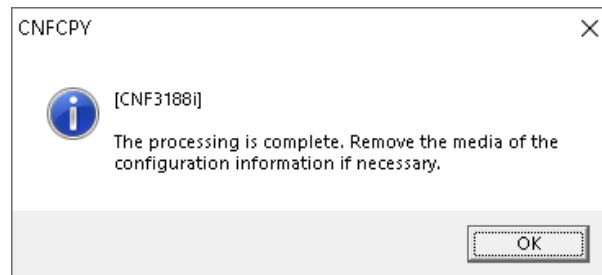 CNFCPY
[CNF3188i]
The processing is complete. Remove the media of the
configuration information if necessary.
OK